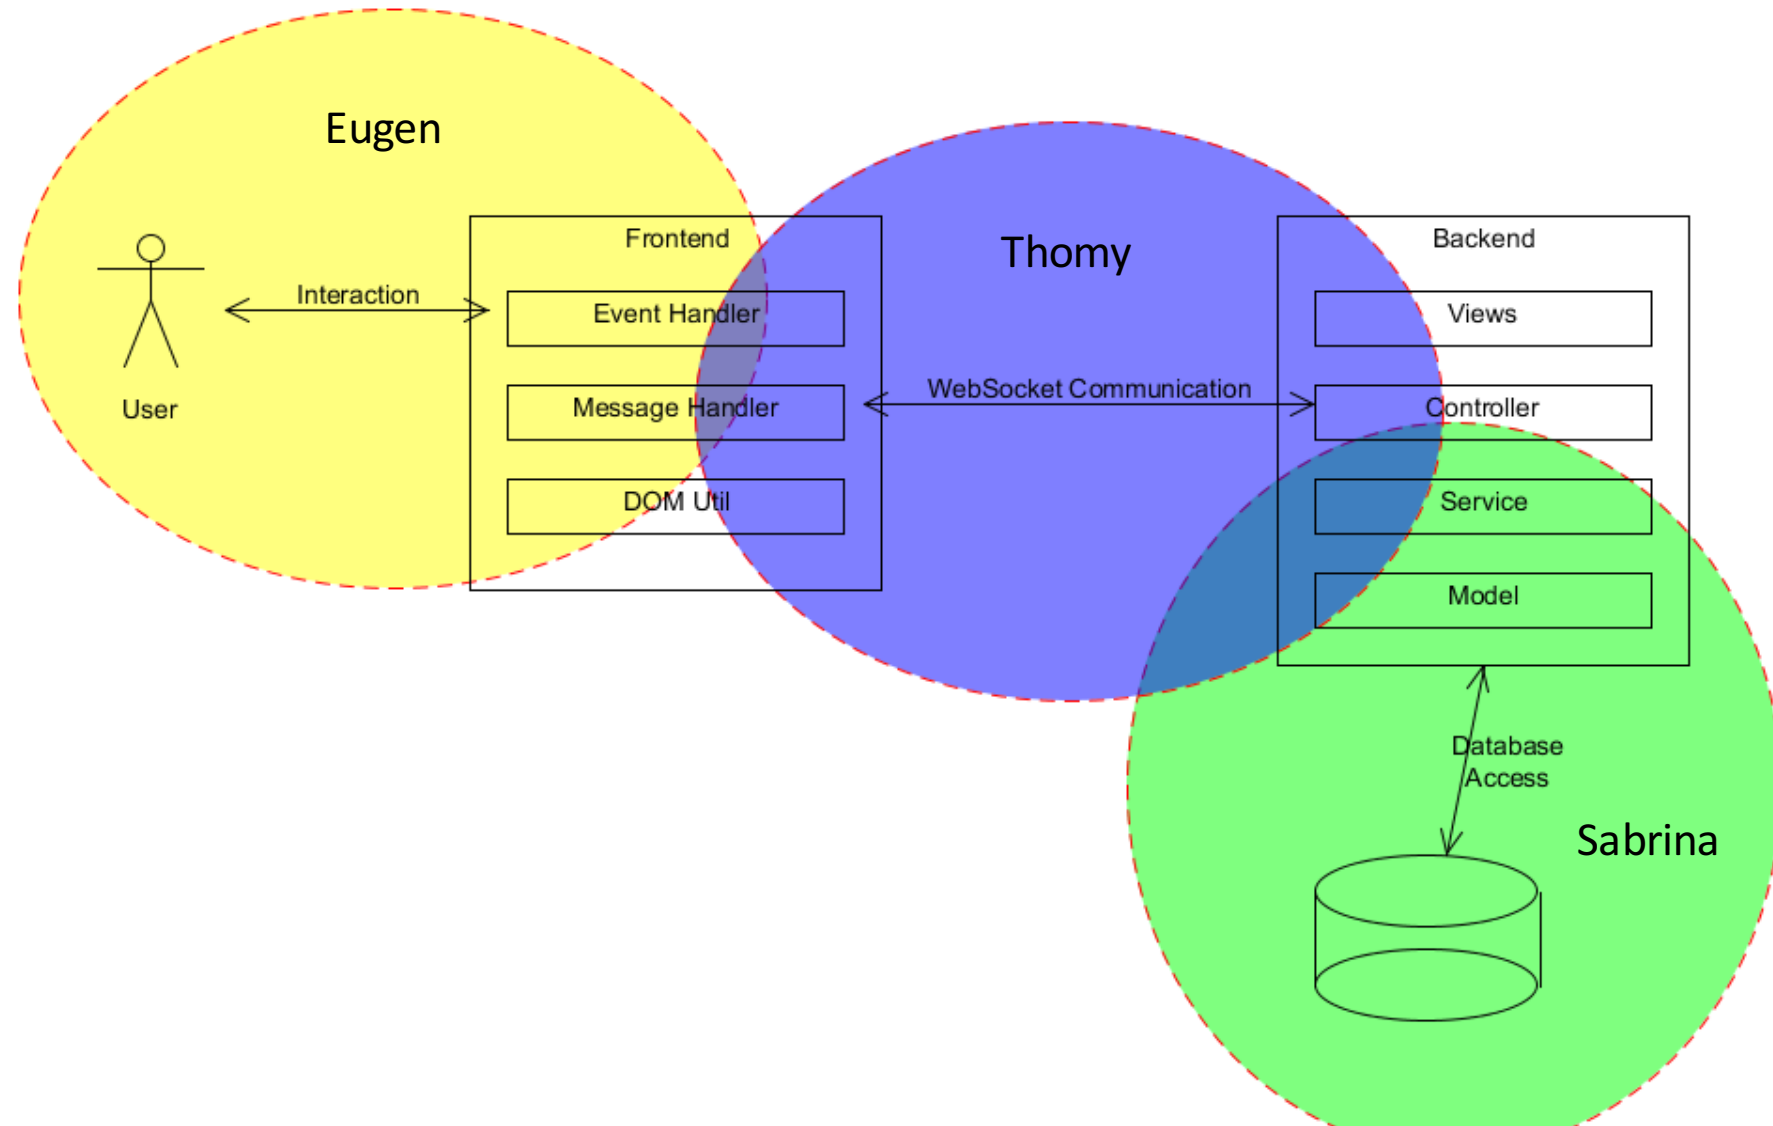 Eugen
Thomy
Frontend
Backend
Interaction
Event Handler
Views
WebSocket Communication
User
Message Handler
Controller
DOM Util
Service
Model
Database
Access
Sabrina